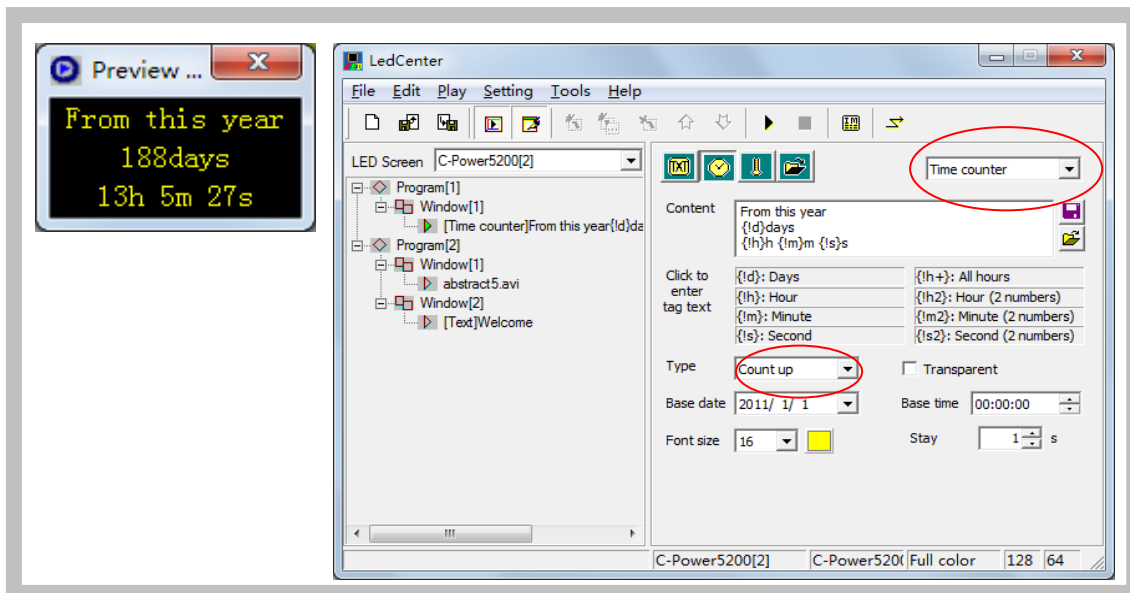 Preview ...
From this year
188days
13h 5m 27s
LedCenter
File Edit Play Setting Tools Help
LED Screen C-Power5200[2]
Program[1]
Window[1]
[Time counter]From this year{!d}da
Program[2]
Window[1]
abstract5.avi
Window[2]
[Text]Welcome
TXT
Time counter
Content
From this year
{!d}days
{!h}h {!m}m {!s}s
Click to enter tag text
{!d}: Days {!h+}: All hours
{!h}: Hour {!h2}: Hour (2 numbers)
{!m}: Minute {!m2}: Minute (2 numbers)
{!s}: Second {!s2}: Second (2 numbers)
Type Count up Transparent
Base date 2011/ 1/ 1 Base time 00:00:00
Font size 16 Stay 1 s
C-Power5200[2] C-Power520( Full color 128 64